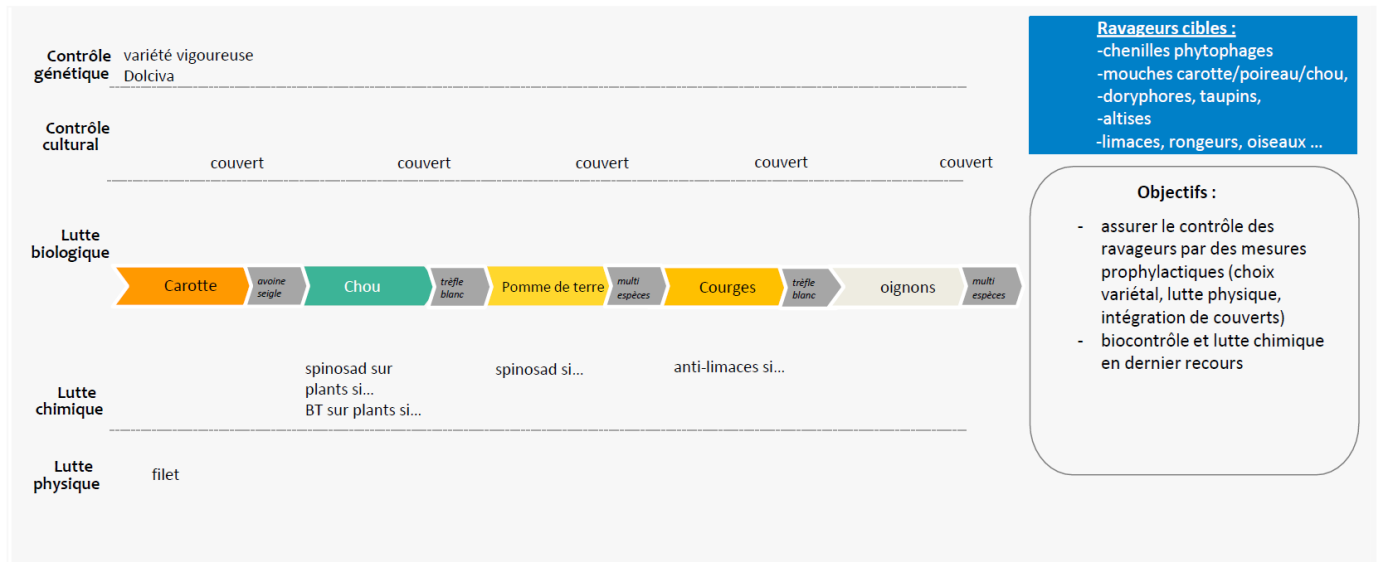 Contrôle
génétique
variété vigoureuse
Dolciva
Contrôle
cultural
couvert
couvert
couvert
couvert
couvert
Lutte
biologique
Carotte
avoine
seigle
Chou
trèfle
blanc
Pomme de terre
multi
espèces
Courges
trèfle
blanc
oignons
multi
espèces
Lutte
chimique
spinosad sur
plants si...
BT sur plants si...
spinosad si...
anti-limaces si...
Lutte
physique
filet
Ravageurs cibles :
-chenilles phytophages
-mouches carotte/poireau/chou,
-doryphores, taupins,
-altises
-limaces, rongeurs, oiseaux ...
Objectifs :
- assurer le contrôle des
ravageurs par des mesures
prophylactiques (choix
variétal, lutte physique,
intégration de couverts)
- biocontrôle et lutte chimique
en dernier recours